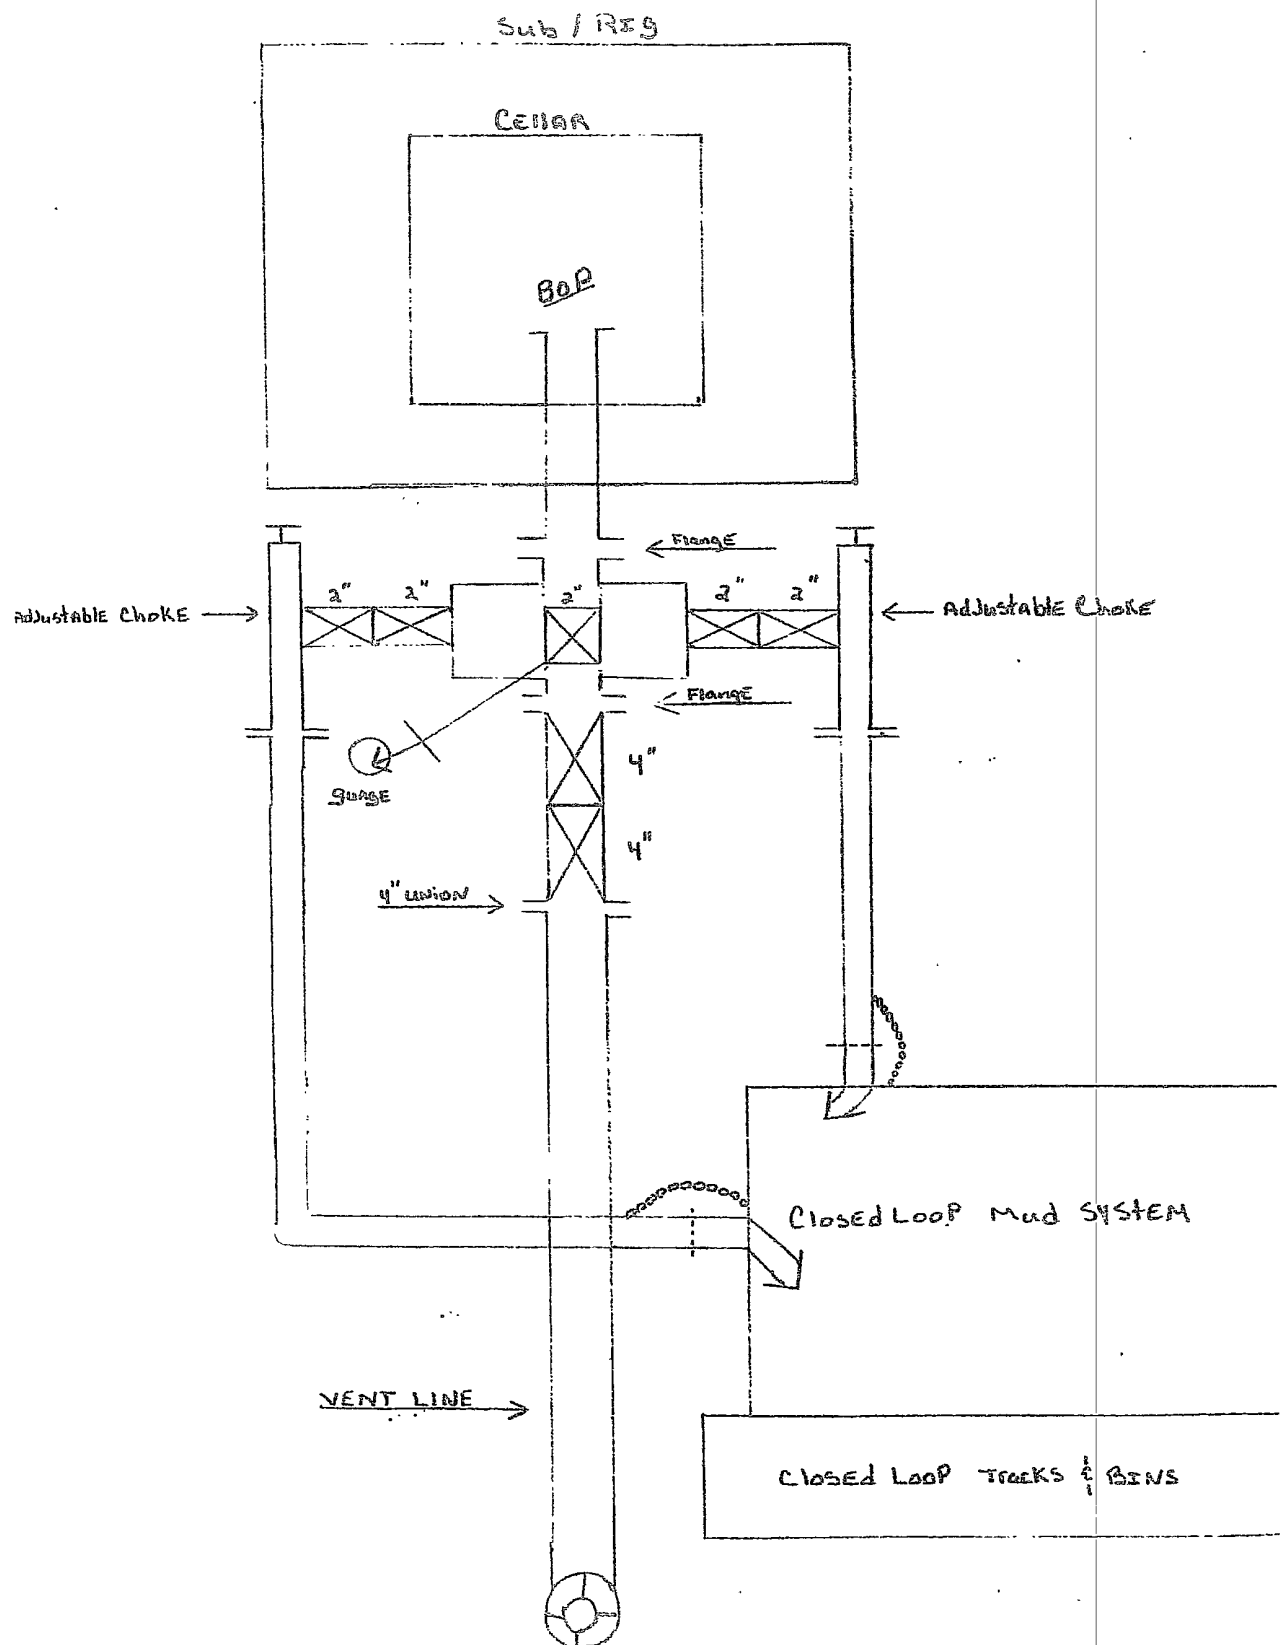 Sub / RIg
CEllAR
BOP
FlangE
2" 2" 2" 2" 2"
AdJustablE ChoKE
AdJustablE ChoKE
FlangE
4"
gungE
4"
4" UNION
Closed Loop Mud SYStEM
VENT LINE
Closed Loop TracKs & BINS